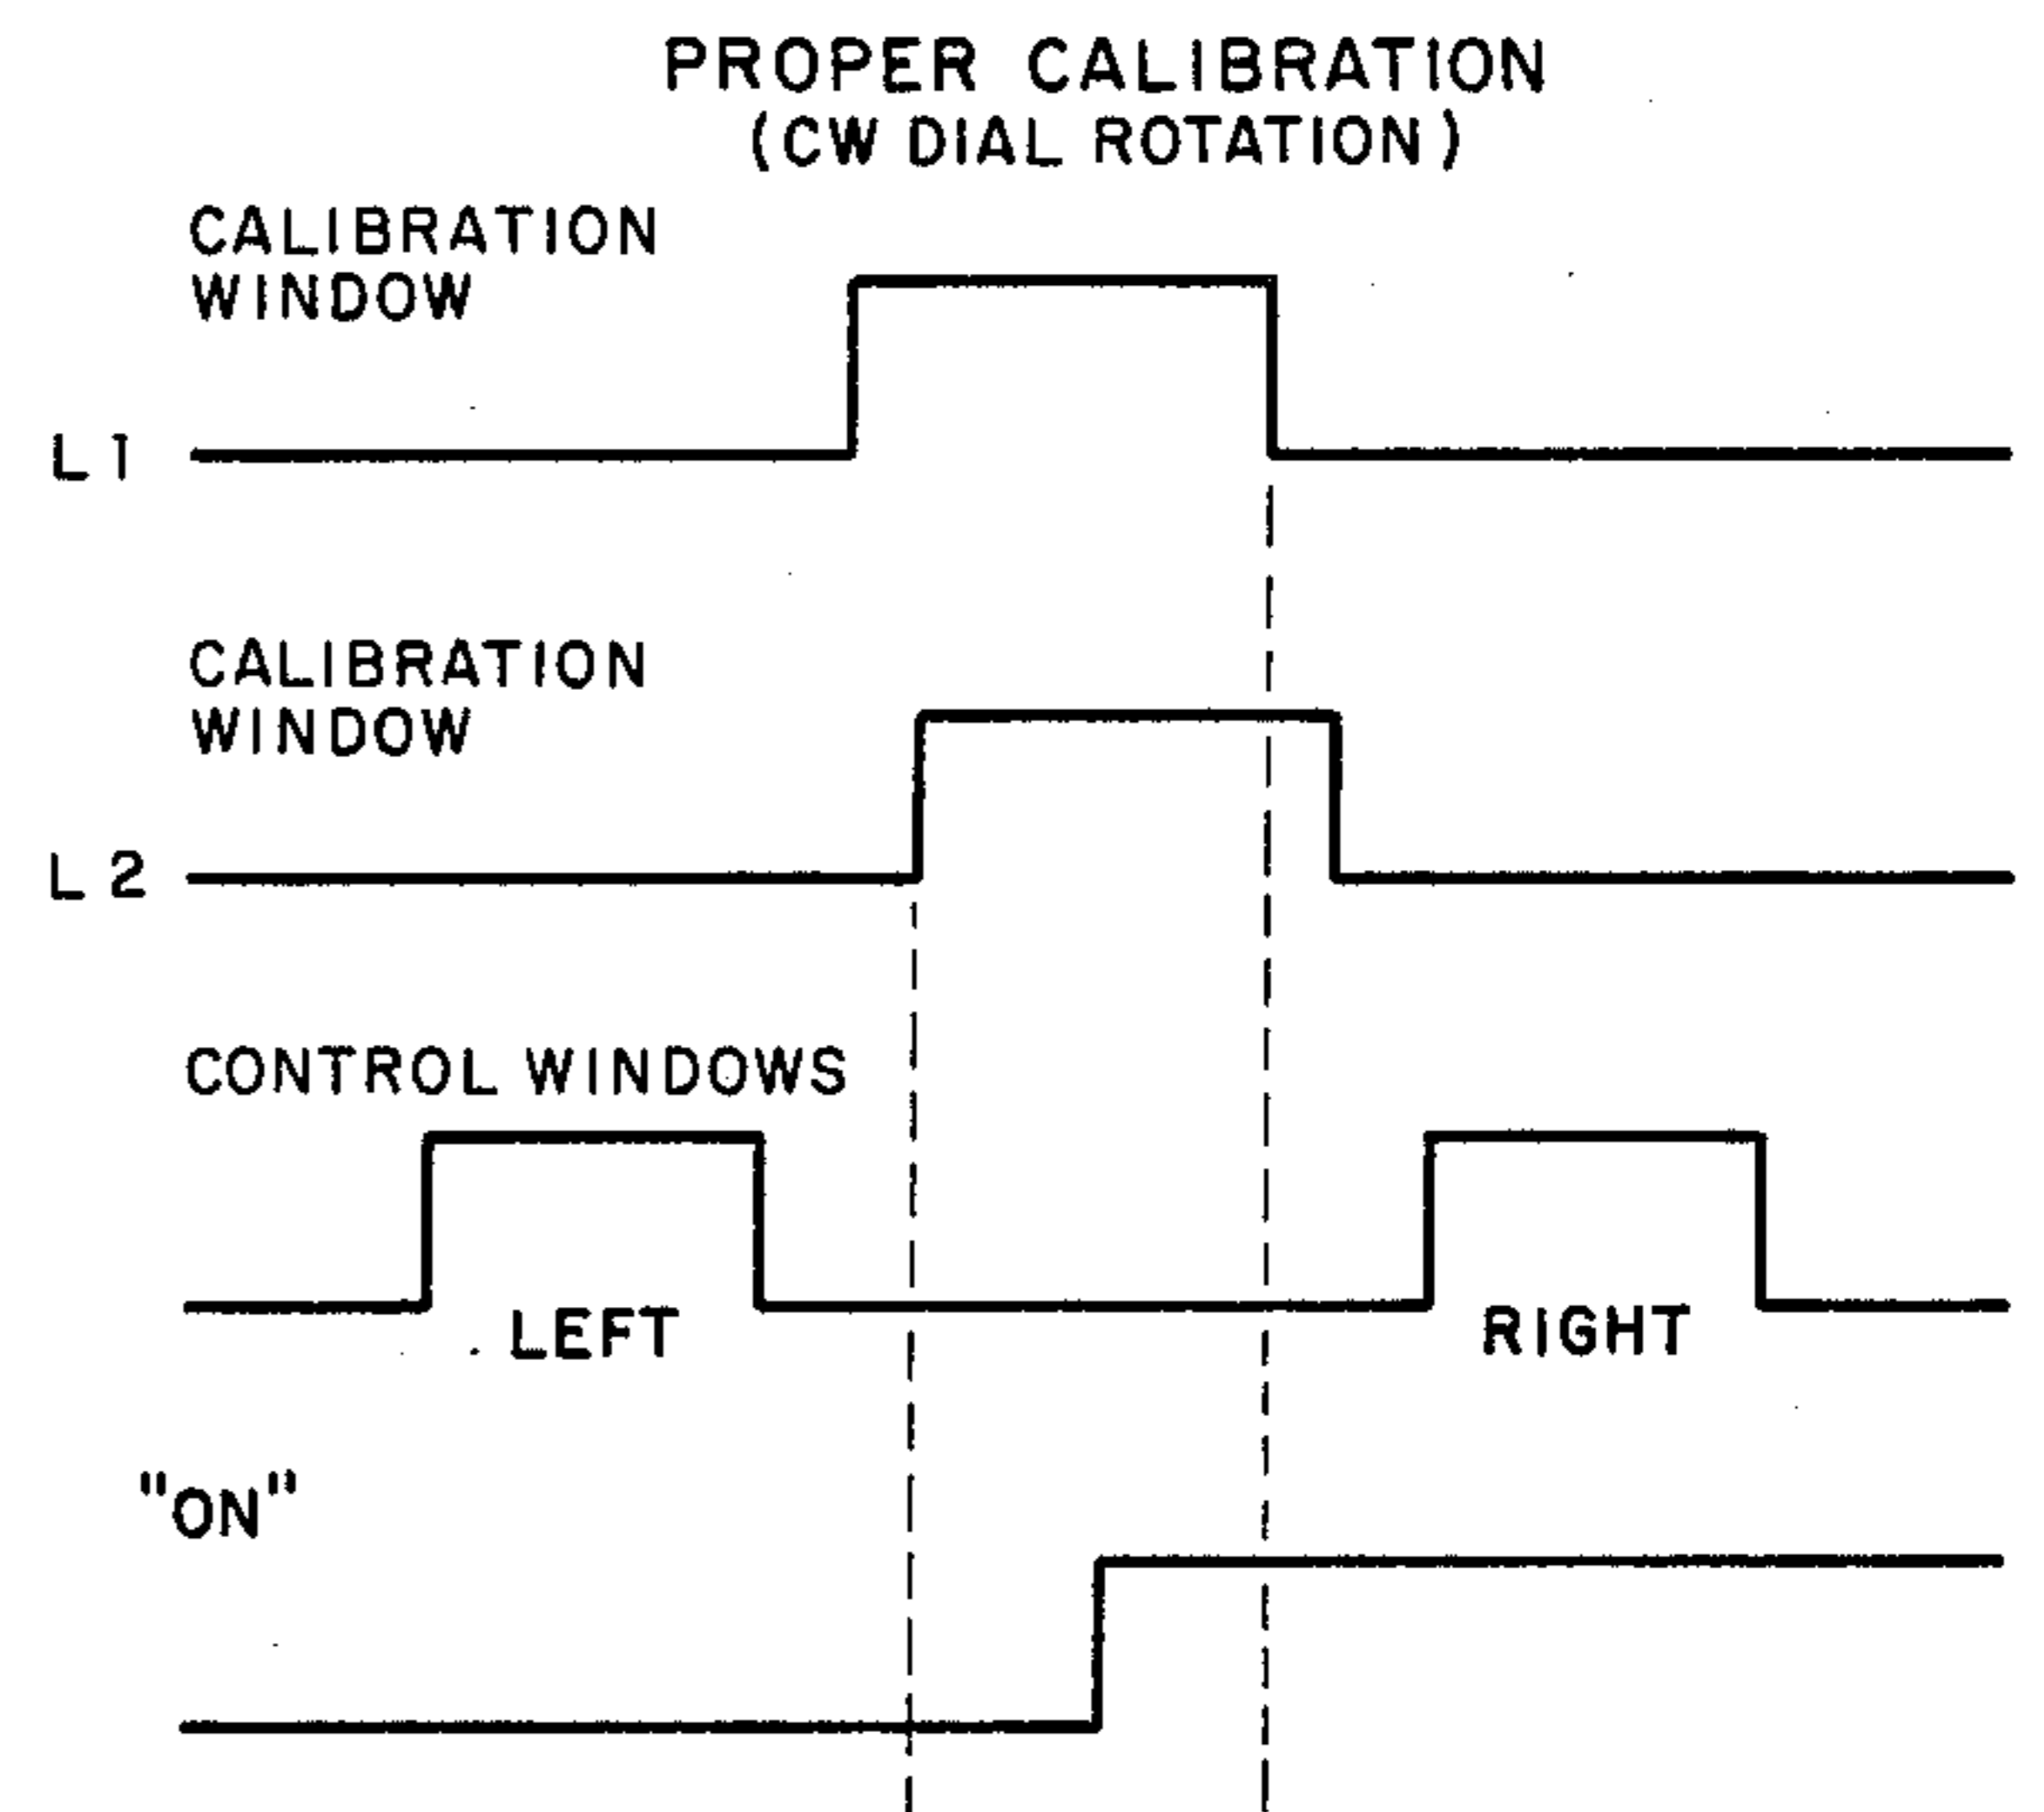 PROPER CALIBRATION
(CW DIAL ROTATION)
CALIBRATION
WINDOW
L1
CALIBRATION
WINDOW
L2
CONTROL WINDOWS
LEFT
RIGHT
"ON"